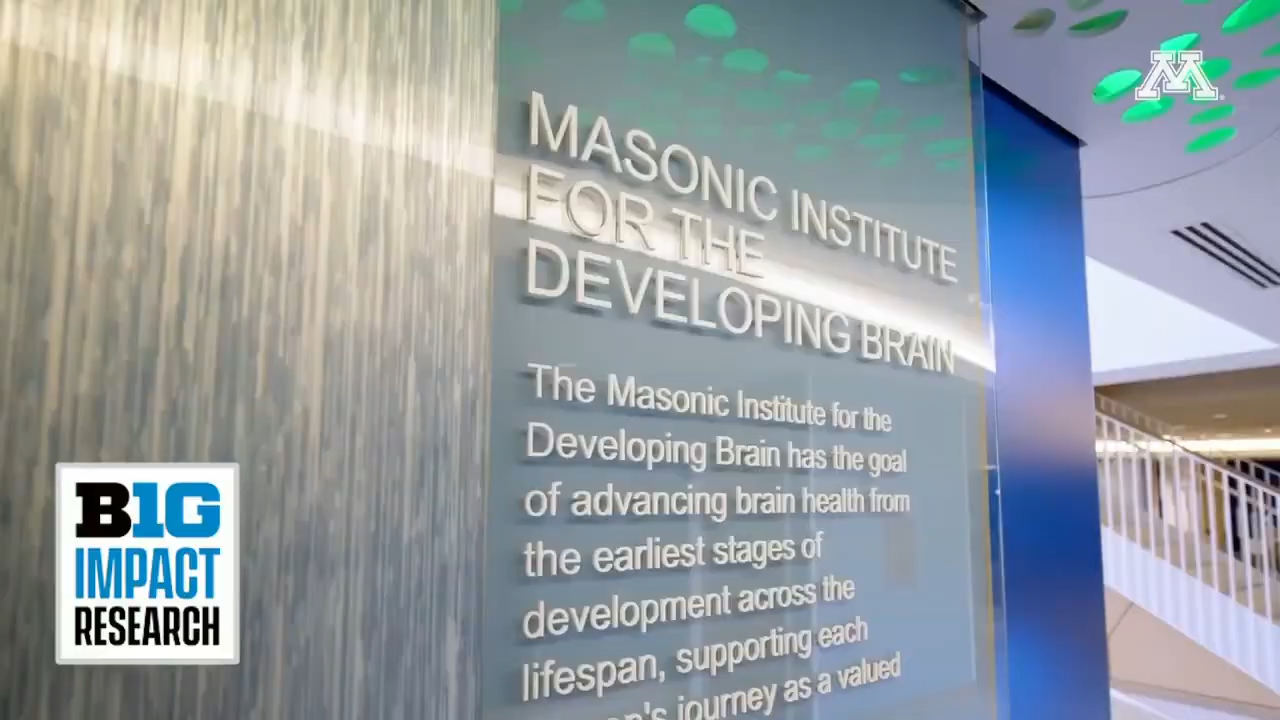 M
MASONIC INSTITUTE
FOR THE
DEVELOPING BRAIN
The Masonic Institute for the
Developing Brain has the goal
of advancing brain health from
the earliest stages of
development across the
lifespan, supporting each
journey as a valued
B1G
IMPACT
RESEARCH